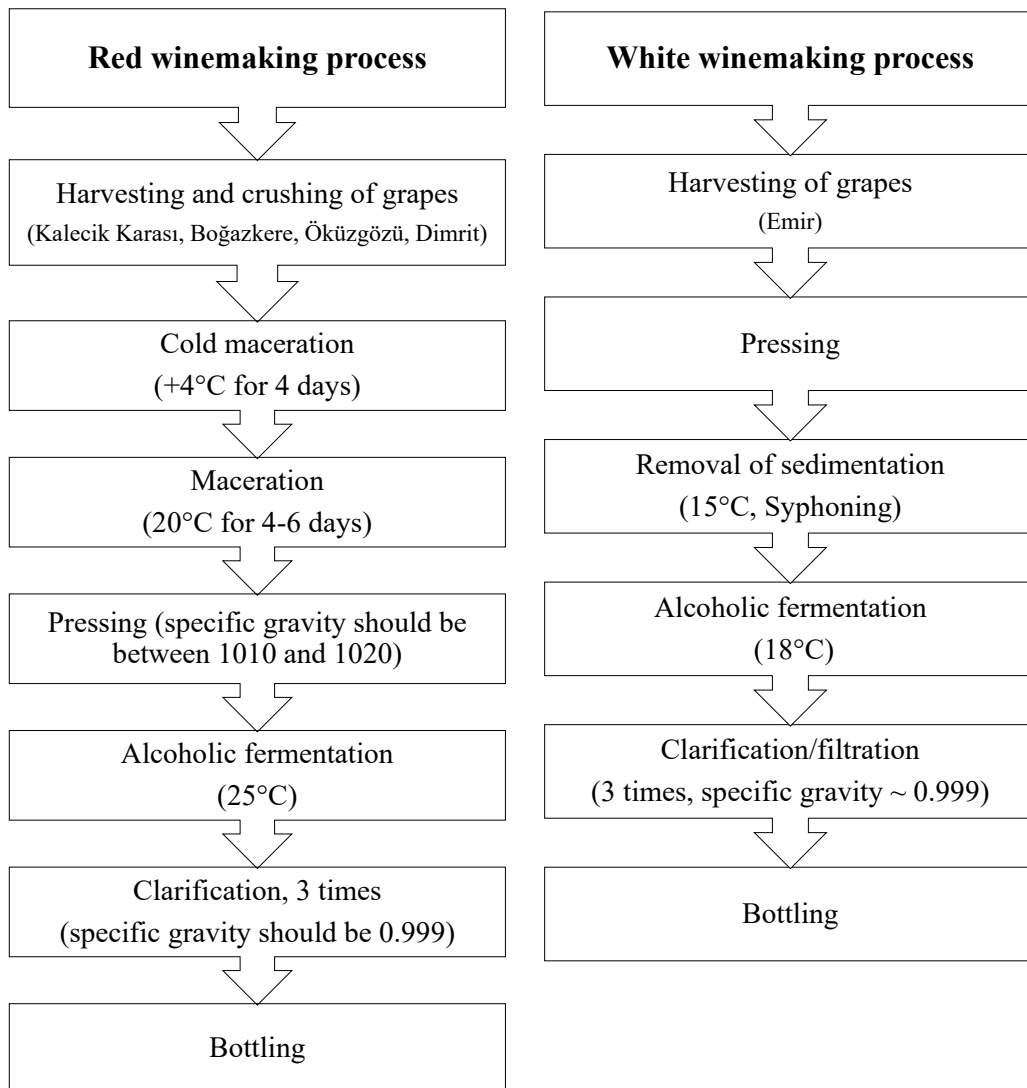 Red winemaking process
Harvesting and crushing of grapes
(Kalecik Karası, Boğazkere, Öküzgözü, Dimrit)
Cold maceration
(+4°C for 4 days)
Maceration
(20°C for 4-6 days)
Pressing (specific gravity should be
between 1010 and 1020)
Alcoholic fermentation
(25°C)
Clarification, 3 times
(specific gravity should be 0.999)
Bottling
White winemaking process
Harvesting of grapes
(Emir)
Pressing
Removal of sedimentation
(15°C, Syphoning)
Alcoholic fermentation
(18°C)
Clarification/filtration
(3 times, specific gravity ~ 0.999)
Bottling